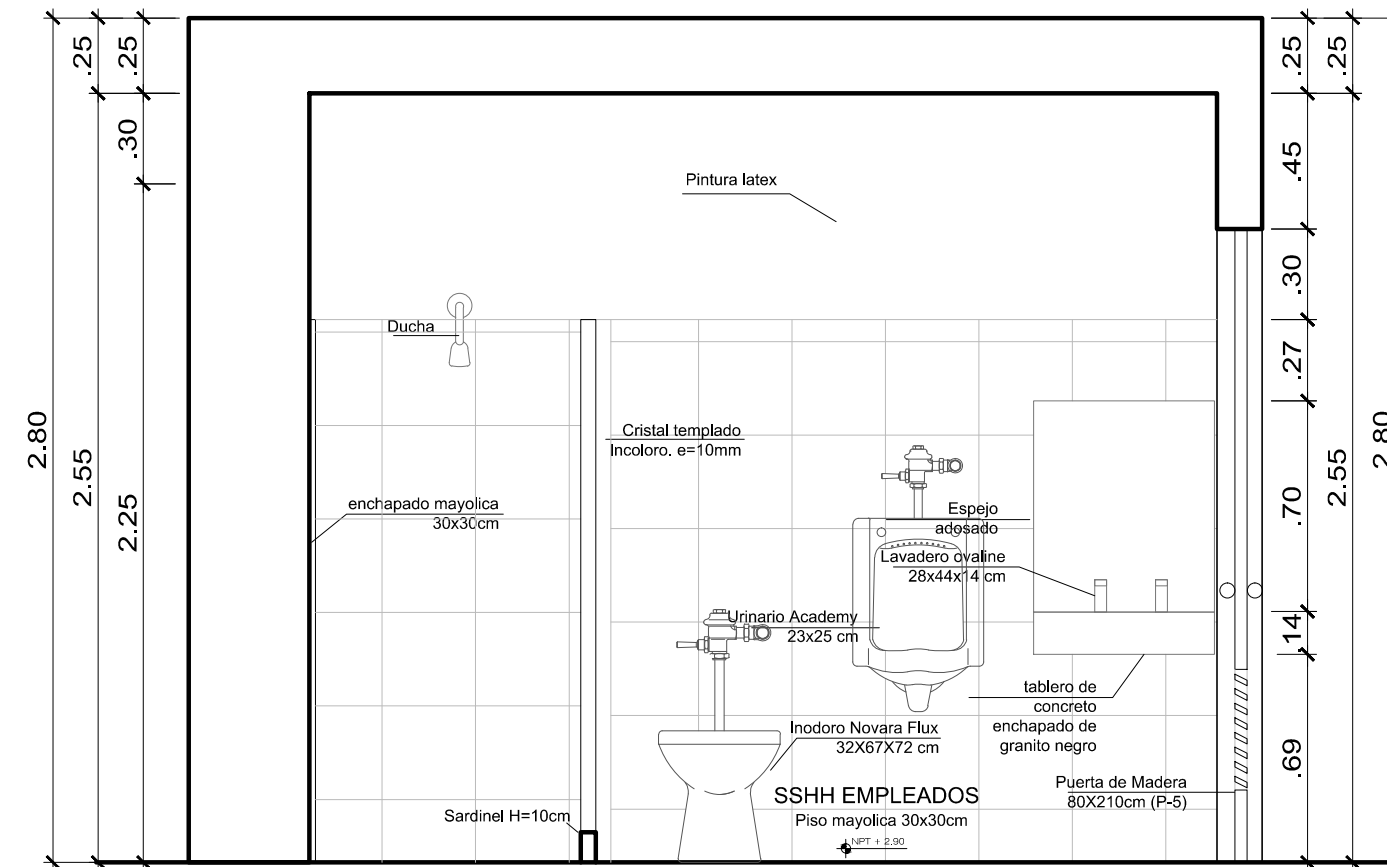 .25
.25
.25
.25
.30
.45
Pintura latex
.30
Ducha
.27
2.80
2.55
2.25
Cristal templado
Incoloro. e=10mm
2.55
2.80
enchapado mayolica
30x30cm
Espejo
adosado
.70
Lavadero ovaline
28x44x14 cm
Urinario Academy
23x25 cm
.14
tablero de
concreto
enchapado de
granito negro
Inodoro Novara Flux
32X67X72 cm
.69
Puerta de Madera
80X210cm (P-5)
SSHH EMPLEADOS
Piso mayolica 30x30cm
Sardinel H=10cm
NPT + 2.90